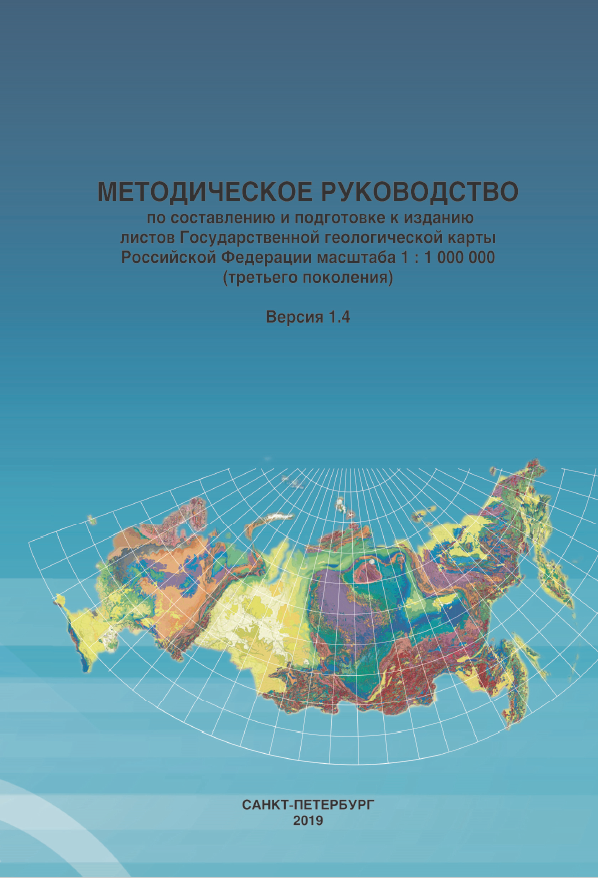 МЕТОДИЧЕСКОЕ РУКОВОДСТВО
по составлению и подготовке к изданию
листов Государственной геологической карты
Российской Федерации масштаба 1 : 1 000 000
(третьего поколения)
Версия 1.4
САНКТ-ПЕТЕРБУРГ
2019